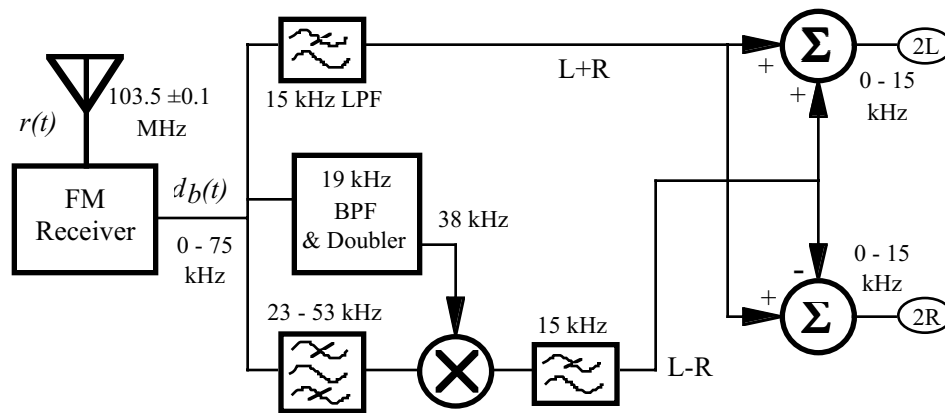 103.5 ±0.1
MHz
r(t)
FM
Receiver
d_b(t)
0 - 75
kHz
15 kHz LPF
19 kHz
BPF
& Doubler
38 kHz
23 - 53 kHz
15 kHz
L+R
L-R
+
+
Σ
2L
0 - 15
kHz
-
+
Σ
0 - 15
kHz
2R